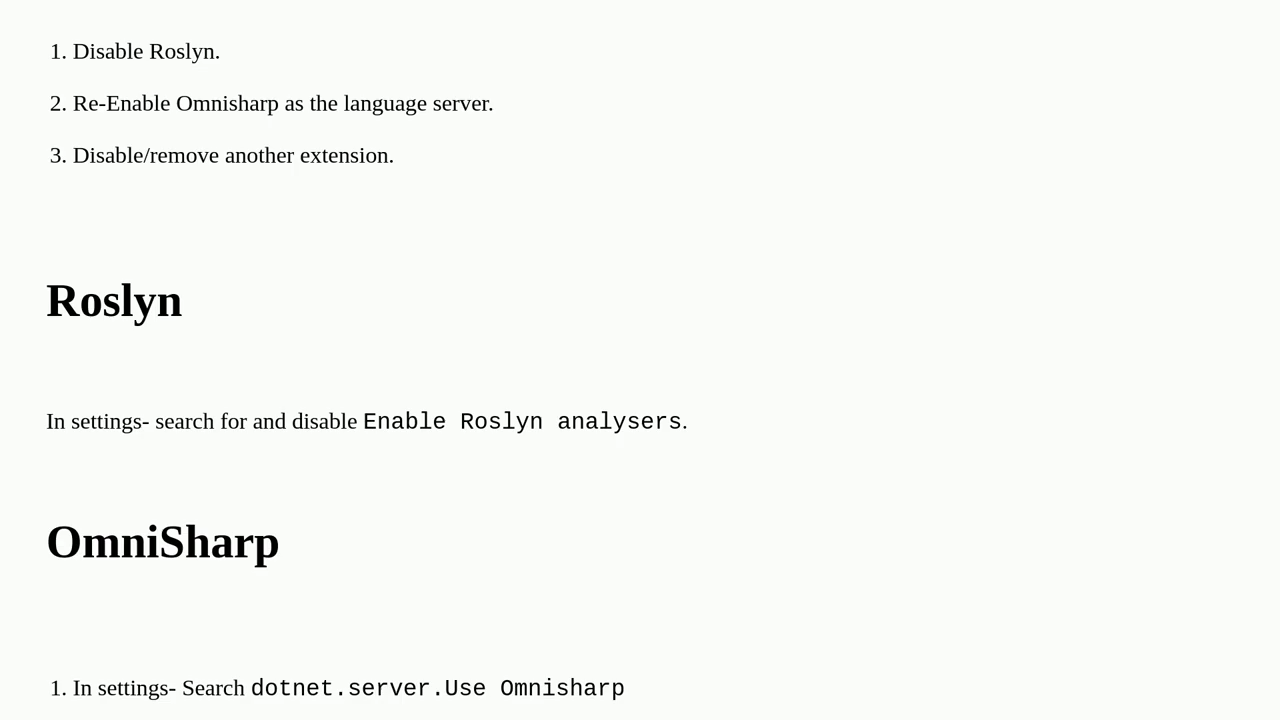 1. Disable Roslyn.
2. Re-Enable Omnisharp as the language server.
3. Disable/remove another extension.
Roslyn
In settings- search for and disable Enable Roslyn analysers.
OmniSharp
1. In settings- Search dotnet.server.Use Omnisharp